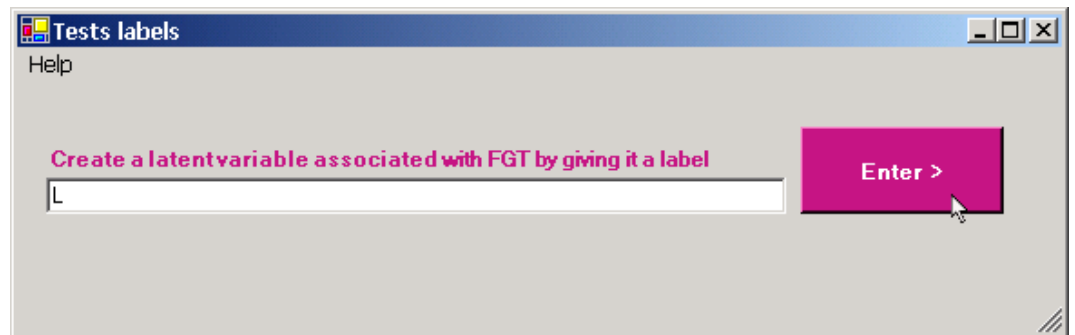 Tests labels
Help
Create a latent variable associated with FGT by giving it a label
L
Enter >